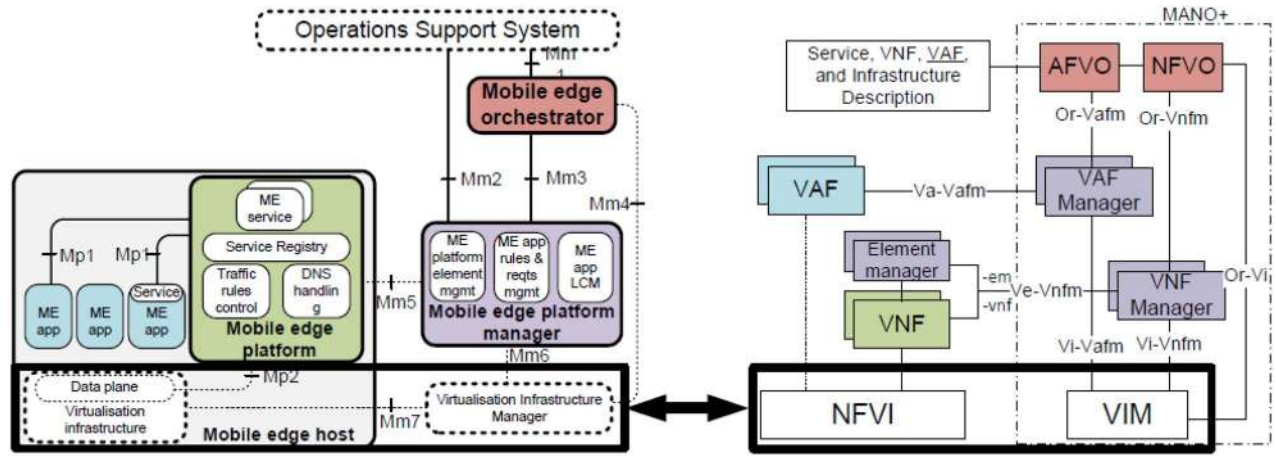 Operations Support System
Mm
1
Mobile edge
orchestrator
Mm2
Mm3
Mm4
ME
service
Service Registry
Traffic
rules
control
DNS
handlin
g
Mobile edge
platform
Mp1
Mp1
ME
app
ME
app
Service
ME
app
Mm5
ME
platform
element
mgmt
ME app
rules &
reqts
mgmt
ME
app
LCM
Mobile edge platform
manager
Mm6
Mp2
Data plane
Virtualisation
infrastructure
Mm7
Virtualisation Infrastructure
Manager
Mobile edge host
MANO+
Service, VNF, VAF,
and Infrastructure
Description
AFVO
NFVO
Or-Vafm
Or-Vnfm
VAF
Va-Vafm
VAF
Manager
Element
manager
-em
Ve-Vnfm
-vnf
VNF
VNF
Manager
Or-Vi
Vi-Vafm
Vi-Vnfm
NFVI
VIM